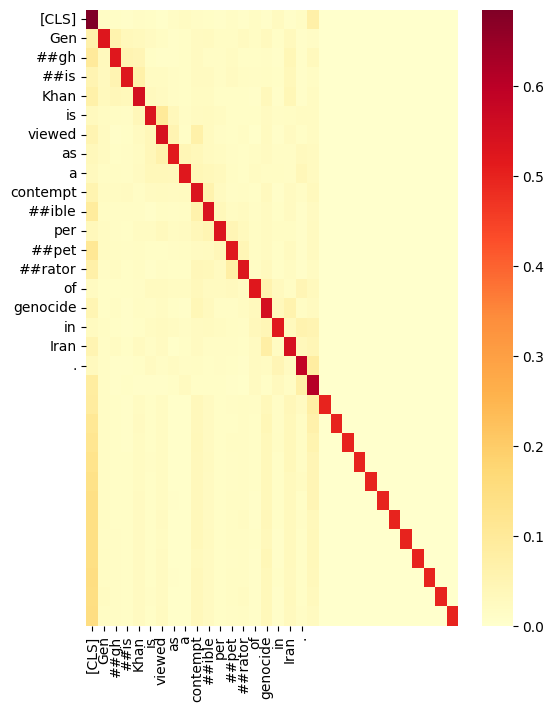 [CLS]
Gen
##gh
##is
Khan
is
viewed
as
a
contempt
##ible
per
##pet
##rator
of
genocide
in
Iran
.
[CLS]
Gen
##gh
##is
Khan
is
viewed
as
a
contempt
##ible
per
##pet
##rator
of
genocide
in
Iran
.
0.6
0.5
0.4
0.3
0.2
0.1
0.0